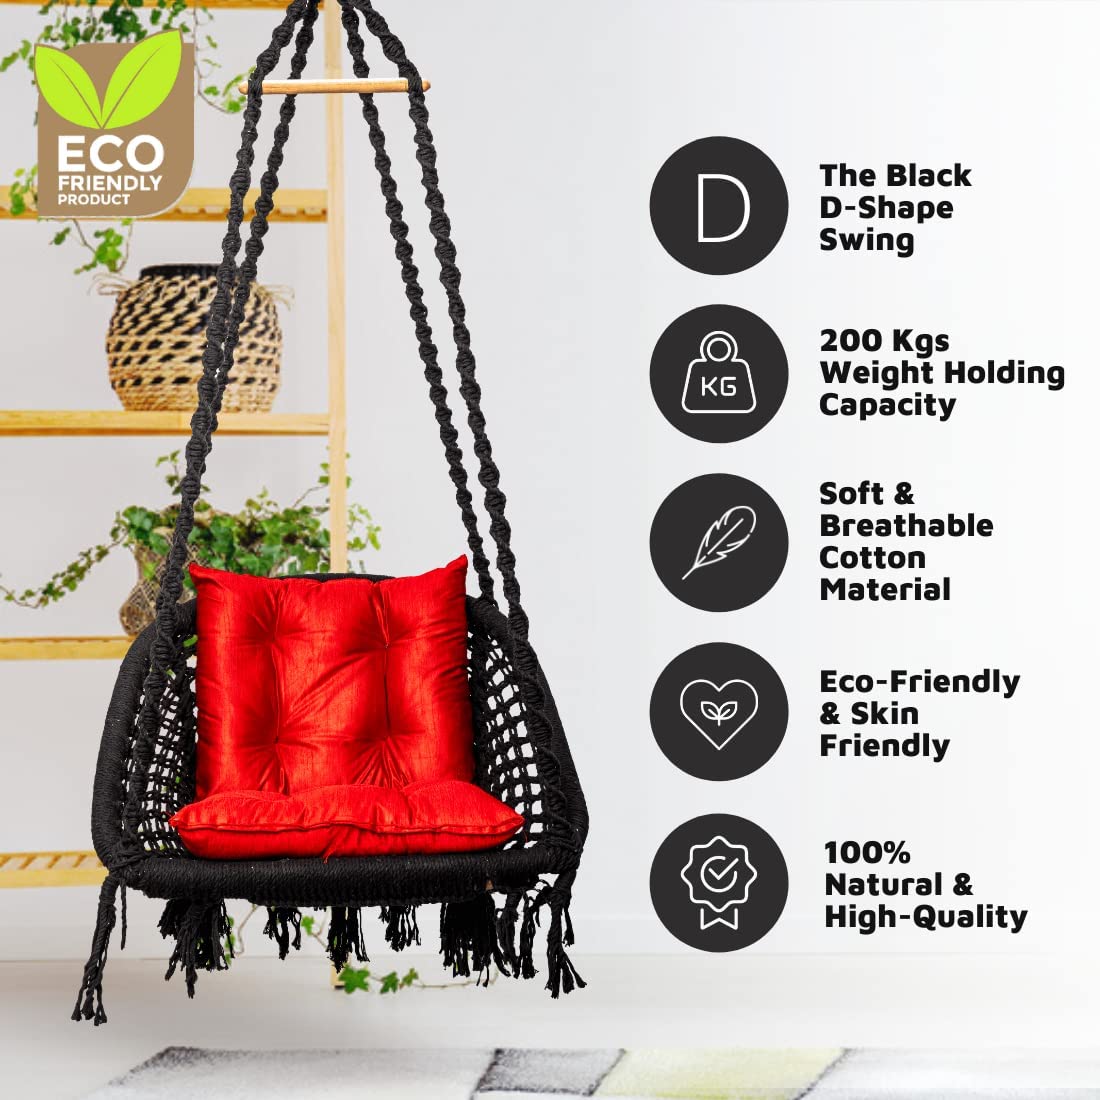 ECO
FRIENDLY
PRODUCT
D
The Black
D-Shape
Swing
KG
200 Kgs
Weight Holding
Capacity
Soft &
Breathable
Cotton
Material
Eco-Friendly
& Skin
Friendly
100%
Natural &
High-Quality